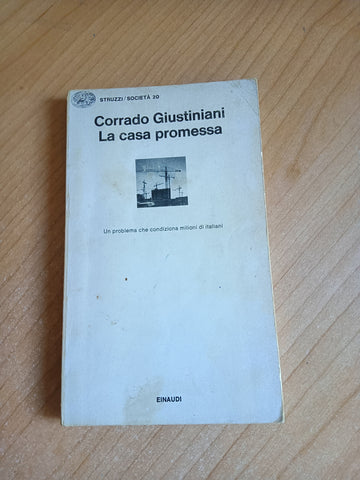 STRUZZI / SOCIETÀ 20
Corrado Giustiniani
La casa promessa
Un problema che condiziona milioni di italiani
EINAUDI